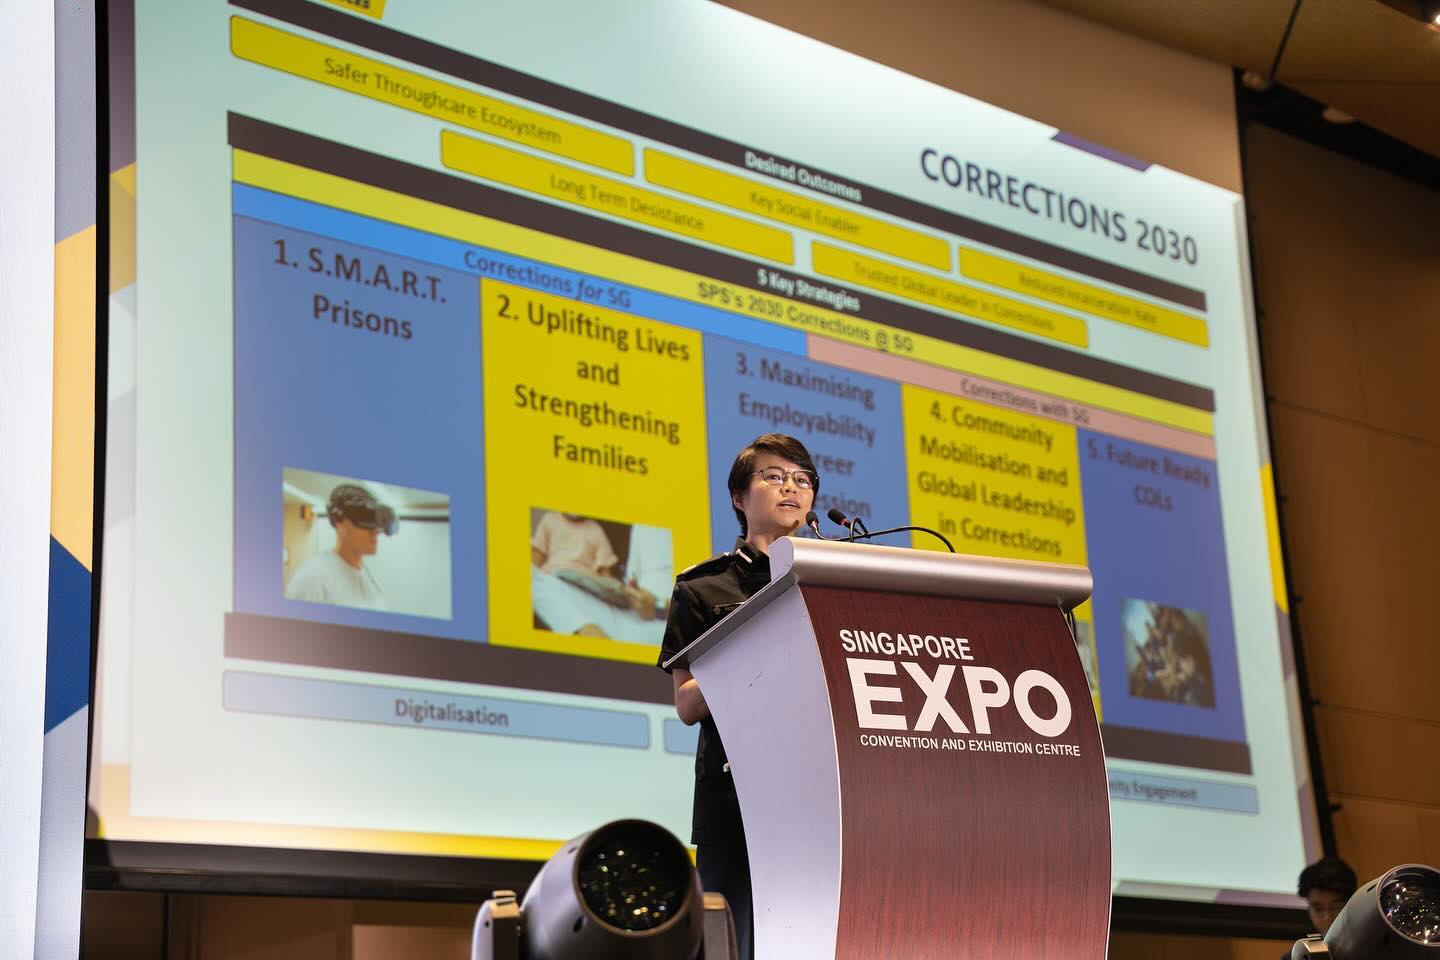 CORRECTIONS 2030
Desired Outcomes
Safer Throughcare Ecosystem
Key Social Enabler
Reduced Incarceration Rate
Long Term Desistance
Trusted Global Leader in Corrections
5 Key Strategies
SPS's 2030 Corrections @ SG
Corrections for SG
Corrections with SG
1. S.M.A.R.T.
Prisons
2. Uplifting Lives
and
Strengthening
Families
3. Maximising
Employability
4. Community
Mobilisation and
Global Leadership
in Corrections
5. Future Ready
COLs
Digitalisation
Engagement
SINGAPORE
EXPO
CONVENTION AND EXHIBITION CENTRE